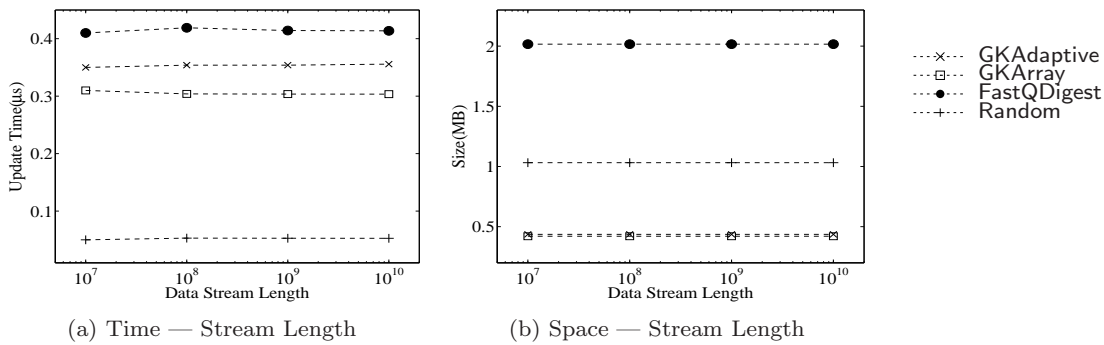 0.4
0.3
0.2
0.1
Update Time(µs)
10^7
10^8
10^9
10^10
Data Stream Length
(a) Time — Stream Length
2
1.5
1
0.5
Size(MB)
10^7
10^8
10^9
10^10
Data Stream Length
(b) Space — Stream Length
GKAdaptive
GKArray
FastQDigest
Random